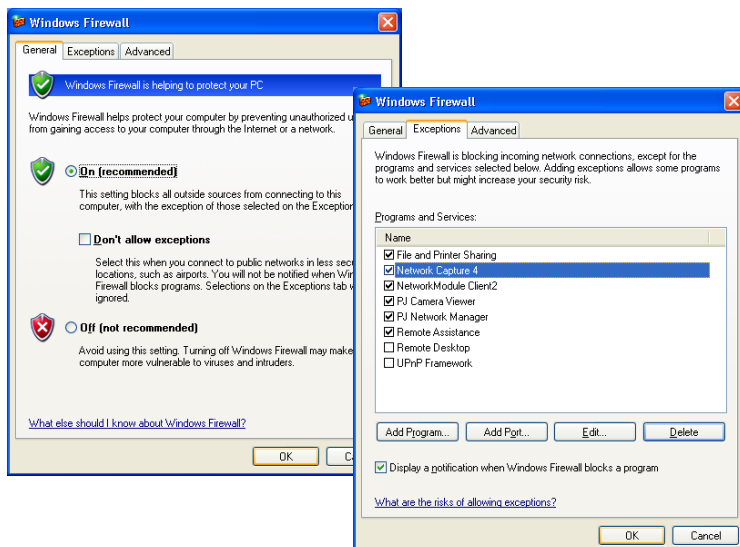 Windows Firewall
General Exceptions Advanced
Windows Firewall is helping to protect your PC
Windows Firewall helps protect your computer by preventing unauthorized
from gaining access to your computer through the Internet or a network.
On (recommended)
This setting blocks all outside sources from connecting to this
computer, with the exception of those selected on the
Don't allow exceptions
Select this when you connect to public networks in less
locations, such as airports. You will not be notified when
Firewall blocks programs. Selections on the Exceptions tab
ignored.
Off (not recommended)
Avoid using this setting. Turning off Windows Firewall may make
computer more vulnerable to viruses and intruders.
What else should I know about Windows Firewall?
OK
Windows Firewall
General Exceptions Advanced
Windows Firewall is blocking incoming network connections, except for the
programs and services selected below. Adding exceptions allows some programs
to work better but might increase your security risk.
Programs and Services:
Name
File and Printer Sharing
Network Capture 4
NetworkModule Client2
PJ Camera Viewer
PJ Network Manager
Remote Assistance
Remote Desktop
UPnP Framework
Add Program... Add Port... Edit... Delete
Display a notification when Windows Firewall blocks a program
What are the risks of allowing exceptions?
OK Cancel